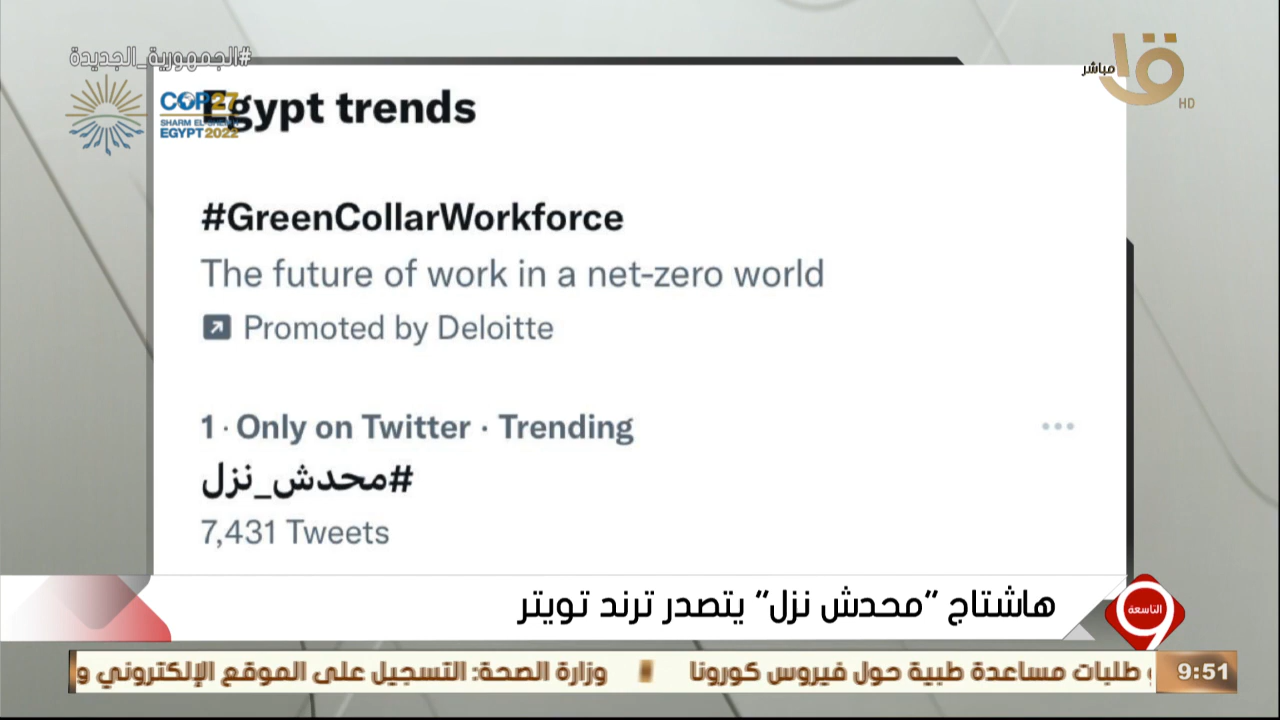 #الجمهورية_الجديدة
مباشر
HD
COP27
SHARM EL-SHEIKH
EGYPT 2022
Egypt trends
#GreenCollarWorkforce
The future of work in a net-zero world
Promoted by Deloitte
1 · Only on Twitter · Trending
#محدش_نزل
7,431 Tweets
هاشتاج "محدش نزل" يتصدر ترند تويتر
التاسعة
9
طلبات مساعدة طبية حول فيروس كورونا وزارة الصحة: التسجيل على الموقع الإلكتروني و
9:51